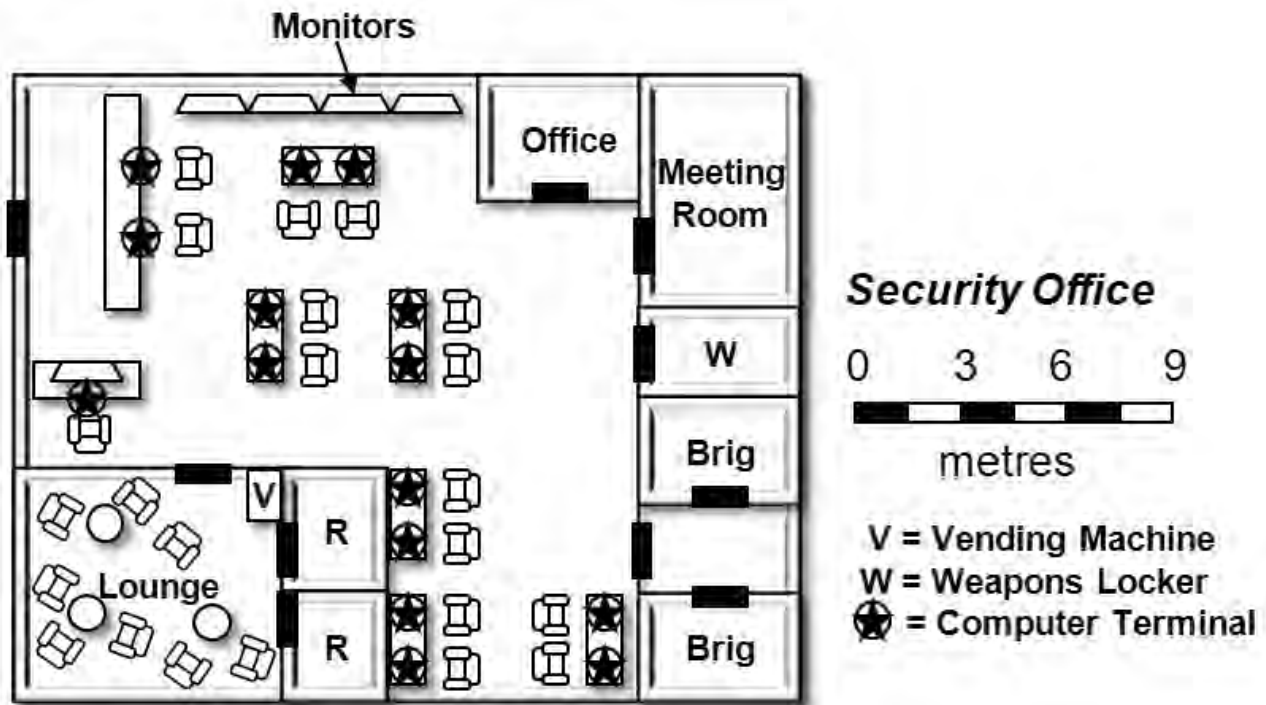 Monitors
Office
Meeting
Room
W
Brig
V
R
Lounge
R
Brig
Security Office
0 3 6 9
metres
V = Vending Machine
W = Weapons Locker
= Computer Terminal